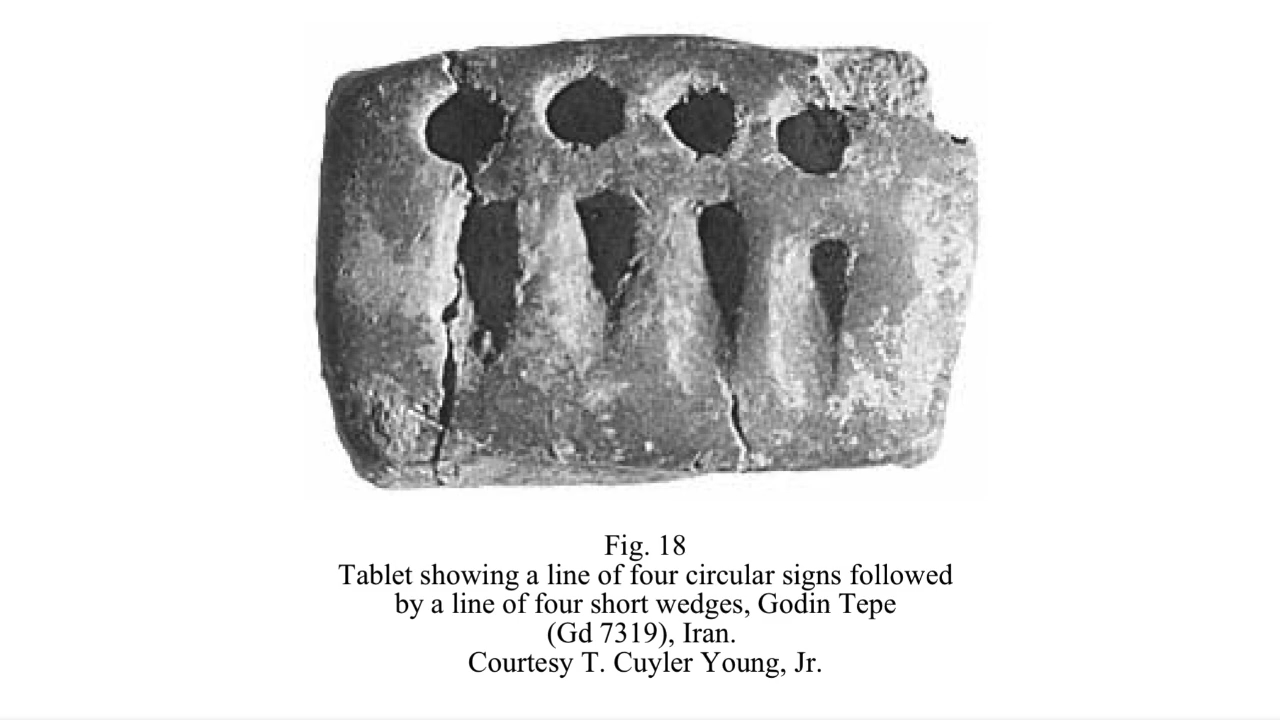 Fig. 18
Tablet showing a line of four circular signs followed
by a line of four short wedges, Godin Tepe
(Gd 7319), Iran.
Courtesy T. Cuyler Young, Jr.